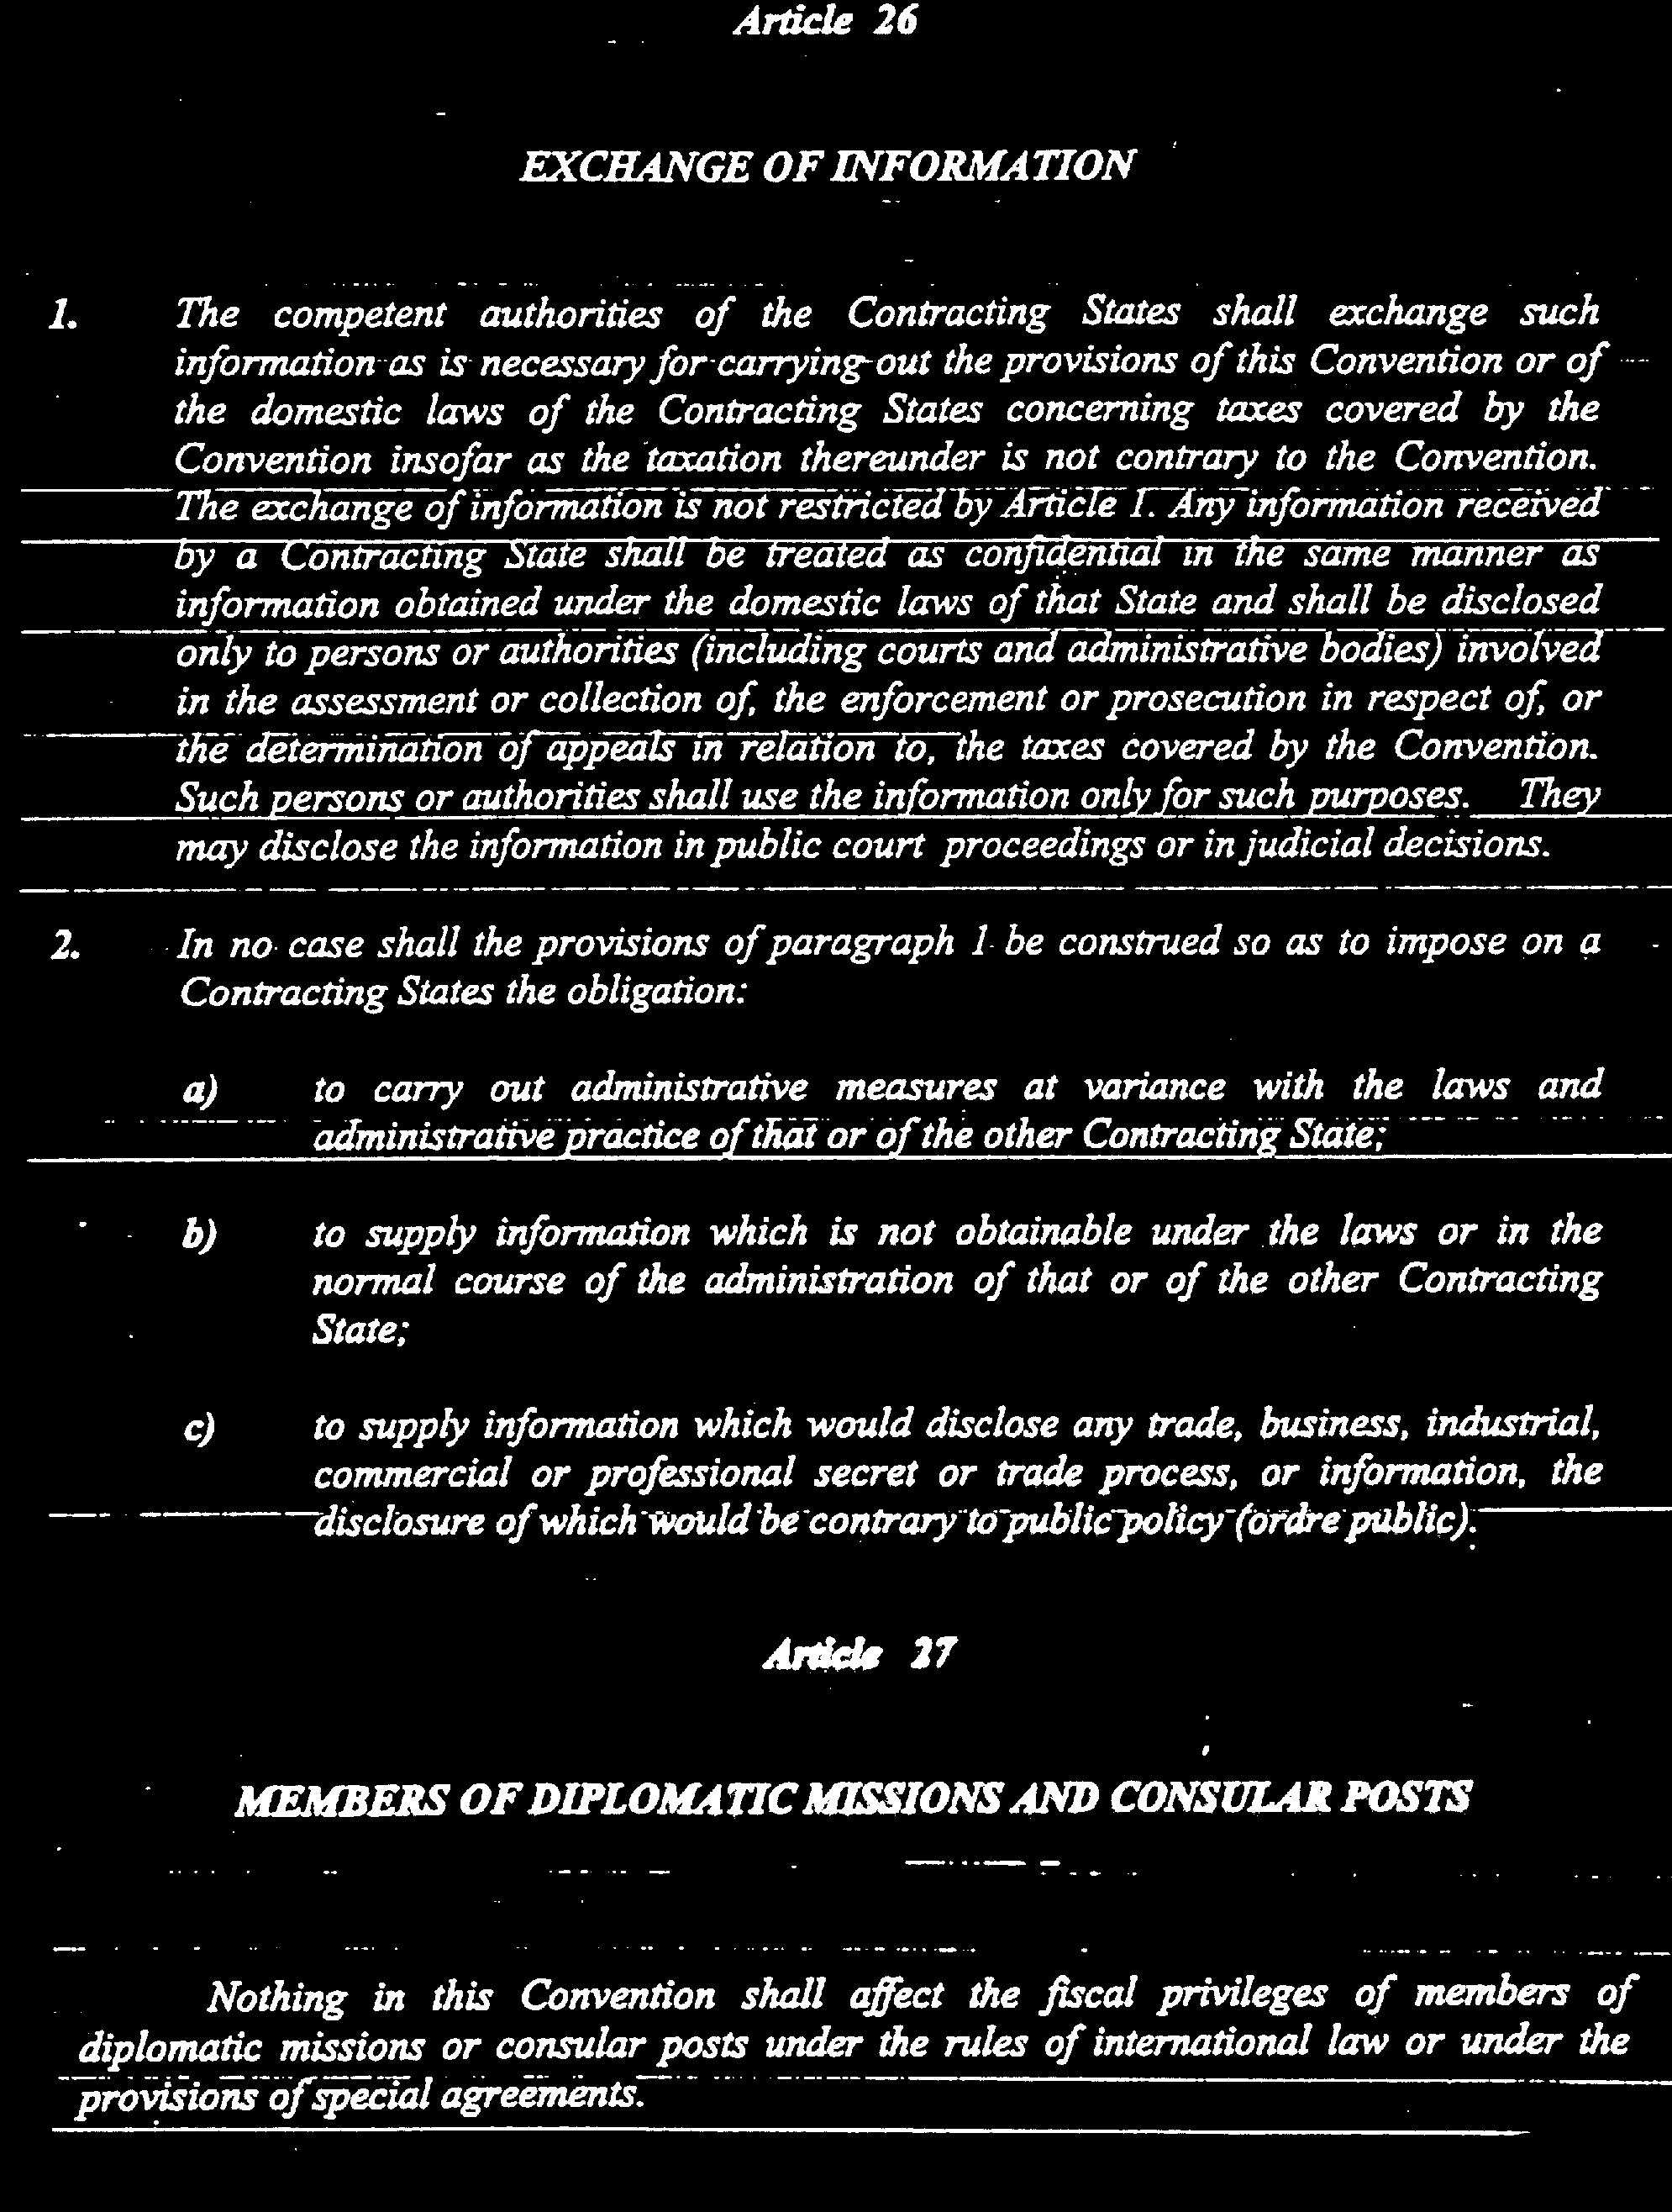 Article 26
EXCHANGE OF INFORMATION
1. The competent authorities of the Contracting States shall exchange such
information as is necessary for carrying out the provisions of this Convention or of
the domestic laws of the Contracting States concerning taxes covered by the
Convention insofar as the taxation thereunder is not contrary to the Convention.
The exchange of information is not restricted by Article 1. Any information received
by a Contracting State shall be treated as confidential in the same manner as
information obtained under the domestic laws of that State and shall be disclosed
only to persons or authorities (including courts and administrative bodies) involved
in the assessment or collection of, the enforcement or prosecution in respect of, or
the determination of appeals in relation to, the taxes covered by the Convention.
Such persons or authorities shall use the information only for such purposes. They
may disclose the information in public court proceedings or in judicial decisions.
2. In no case shall the provisions of paragraph 1 be construed so as to impose on a
Contracting States the obligation:
a) to carry out administrative measures at variance with the laws and
administrative practice of that or of the other Contracting State;
b) to supply information which is not obtainable under the laws or in the
normal course of the administration of that or of the other Contracting
State;
c) to supply information which would disclose any trade, business, industrial,
commercial or professional secret or trade process, or information, the
disclosure of which would be contrary to public policy (ordre public).
Article 27
MEMBERS OF DIPLOMATIC MISSIONS AND CONSULAR POSTS
Nothing in this Convention shall affect the fiscal privileges of members of
diplomatic missions or consular posts under the rules of international law or under the
provisions of special agreements.